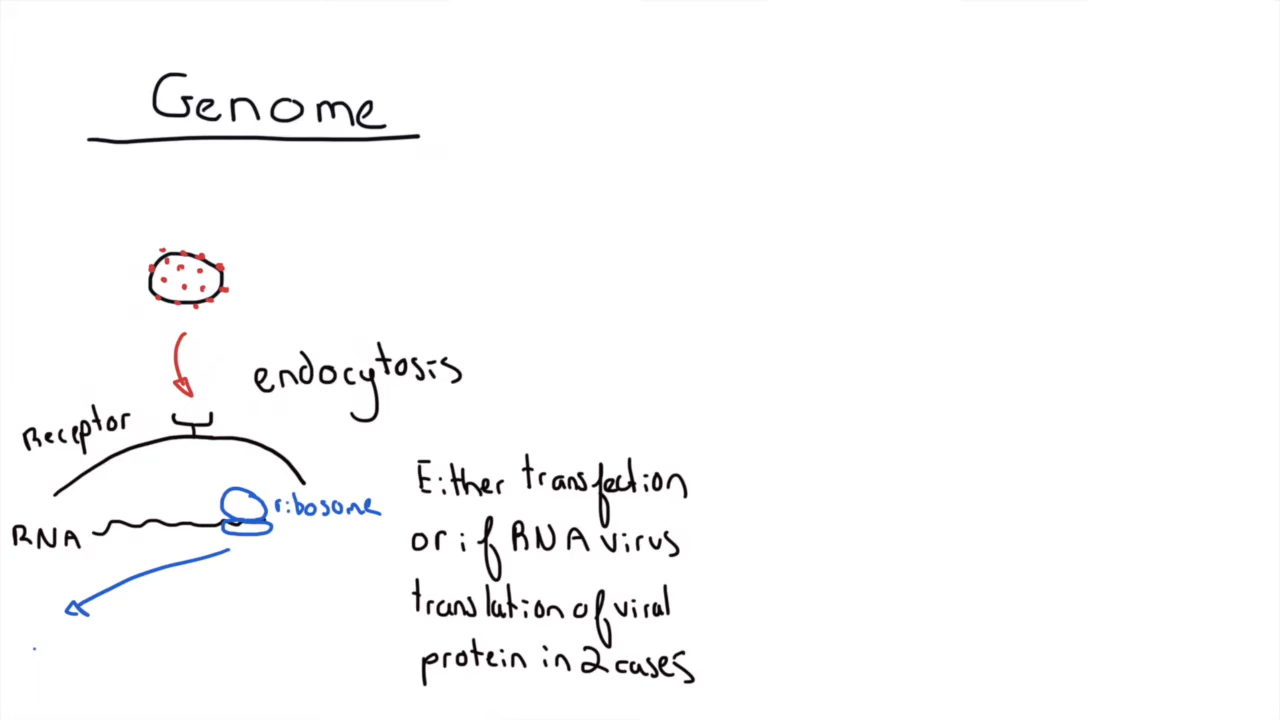 Genome
endocytosis
Receptor
Either transfection
ribosome
RNA
or if RNA virus
translation of viral
protein in 2 cases